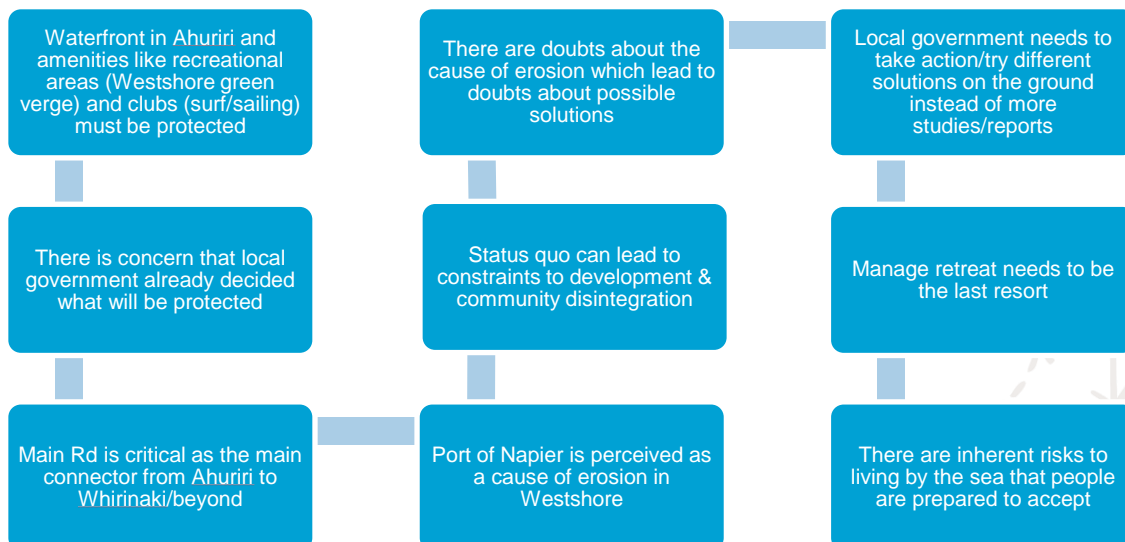 Waterfront in Ahuriri and
amenities like recreational
areas (Westshore green
verge) and clubs (surf/sailing)
must be protected
There is concern that local
government already decided
what will be protected
Main Rd is critical as the main
connector from Ahuriri to
Whirinaki/beyond
Port of Napier is perceived as
a cause of erosion in
Westshore
Status quo can lead to
constraints to development &
community disintegration
There are doubts about the
cause of erosion which lead to
doubts about possible
solutions
Local government needs to
take action/try different
solutions on the ground
instead of more
studies/reports
Manage retreat needs to be
the last resort
There are inherent risks to
living by the sea that people
are prepared to accept